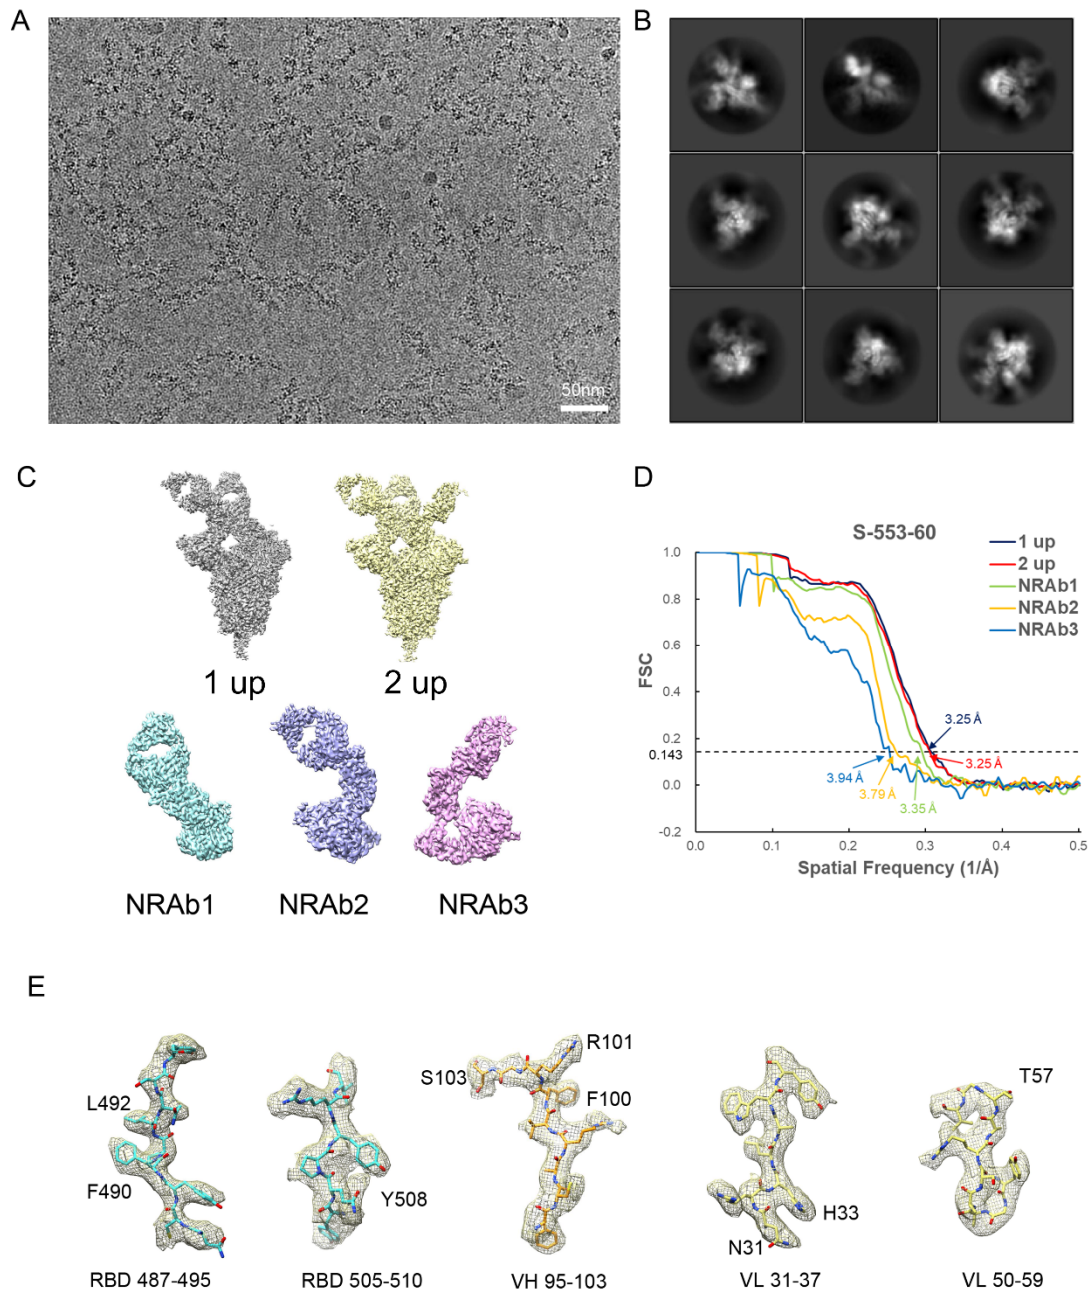 A
50nm
B
C
1 up
2 up
NRAb1
NRAb2
NRAb3
D
S-553-60
1 up
2 up
NRAb1
NRAb2
NRAb3
FSC
1.0
0.8
0.6
0.4
0.2
0.143
0.0
-0.2
3.25 Å
3.25 Å
3.94 Å
3.79 Å
3.35 Å
0.0 0.1 0.2 0.3 0.4 0.5
Spatial Frequency (1/Å)
E
L492
F490
RBD 487-495
Y508
RBD 505-510
R101
S103
F100
VH 95-103
H33
N31
VL 31-37
T57
VL 50-59